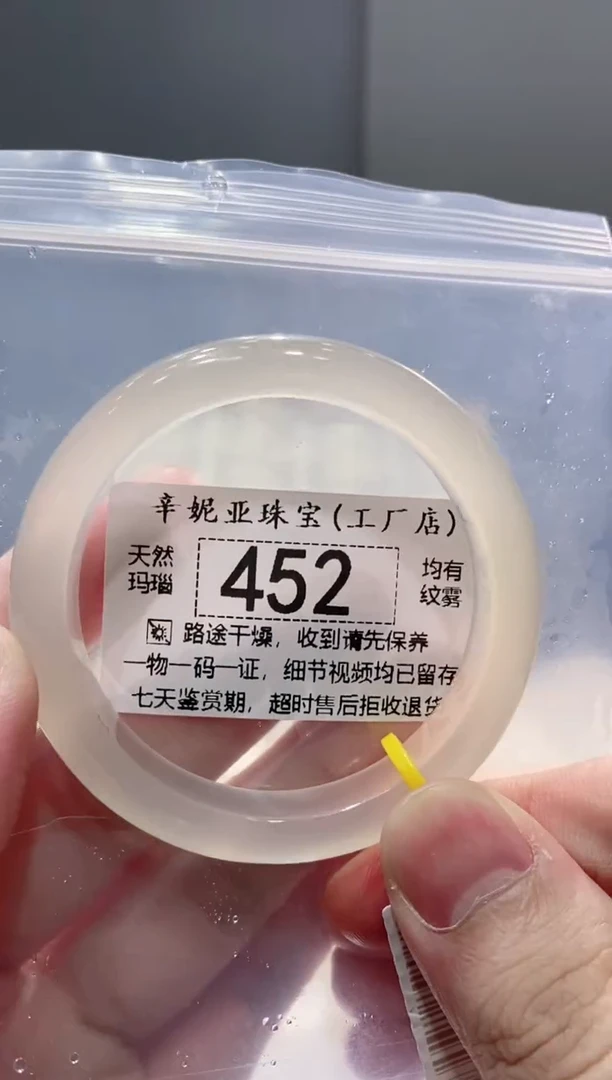 辛妮亚珠宝(工厂店)
天然
玛瑙
452
均有
纹雾
路途干燥，收到请先保养
一物一码一证，细节视频均已留存
七天鉴赏期，超时售后拒收退货